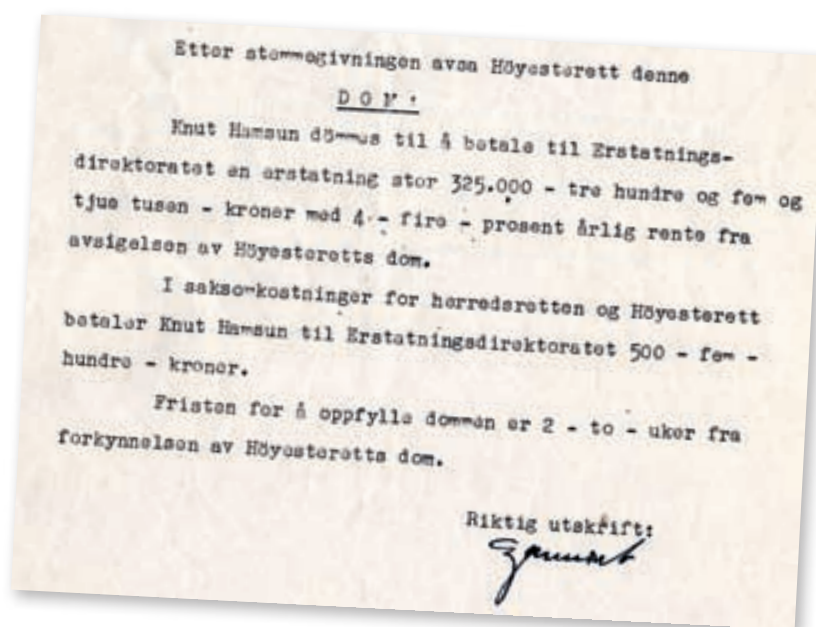 Etter stemmegivningen avsa Höyesterett denne
DOM:
Knut Hamsun dömmes til å betale til Erstatnings-
direktoratet en erstatning stor 325.000 - tre hundre og fem og
tjue tusen - kroner med 4 - fire - prosent årlig rente fra
avsigelsen av Höyesteretts dom.
I saksomkostninger for herredsretten og Höyesterett
betaler Knut Hamsun til Erstatningsdirektoratet 500 - fem -
hundre - kroner.
Fristen for å oppfylle dommen er 2 - to - uker fra
forkynnelsen av Höyesteretts dom.
Riktig utskrift: